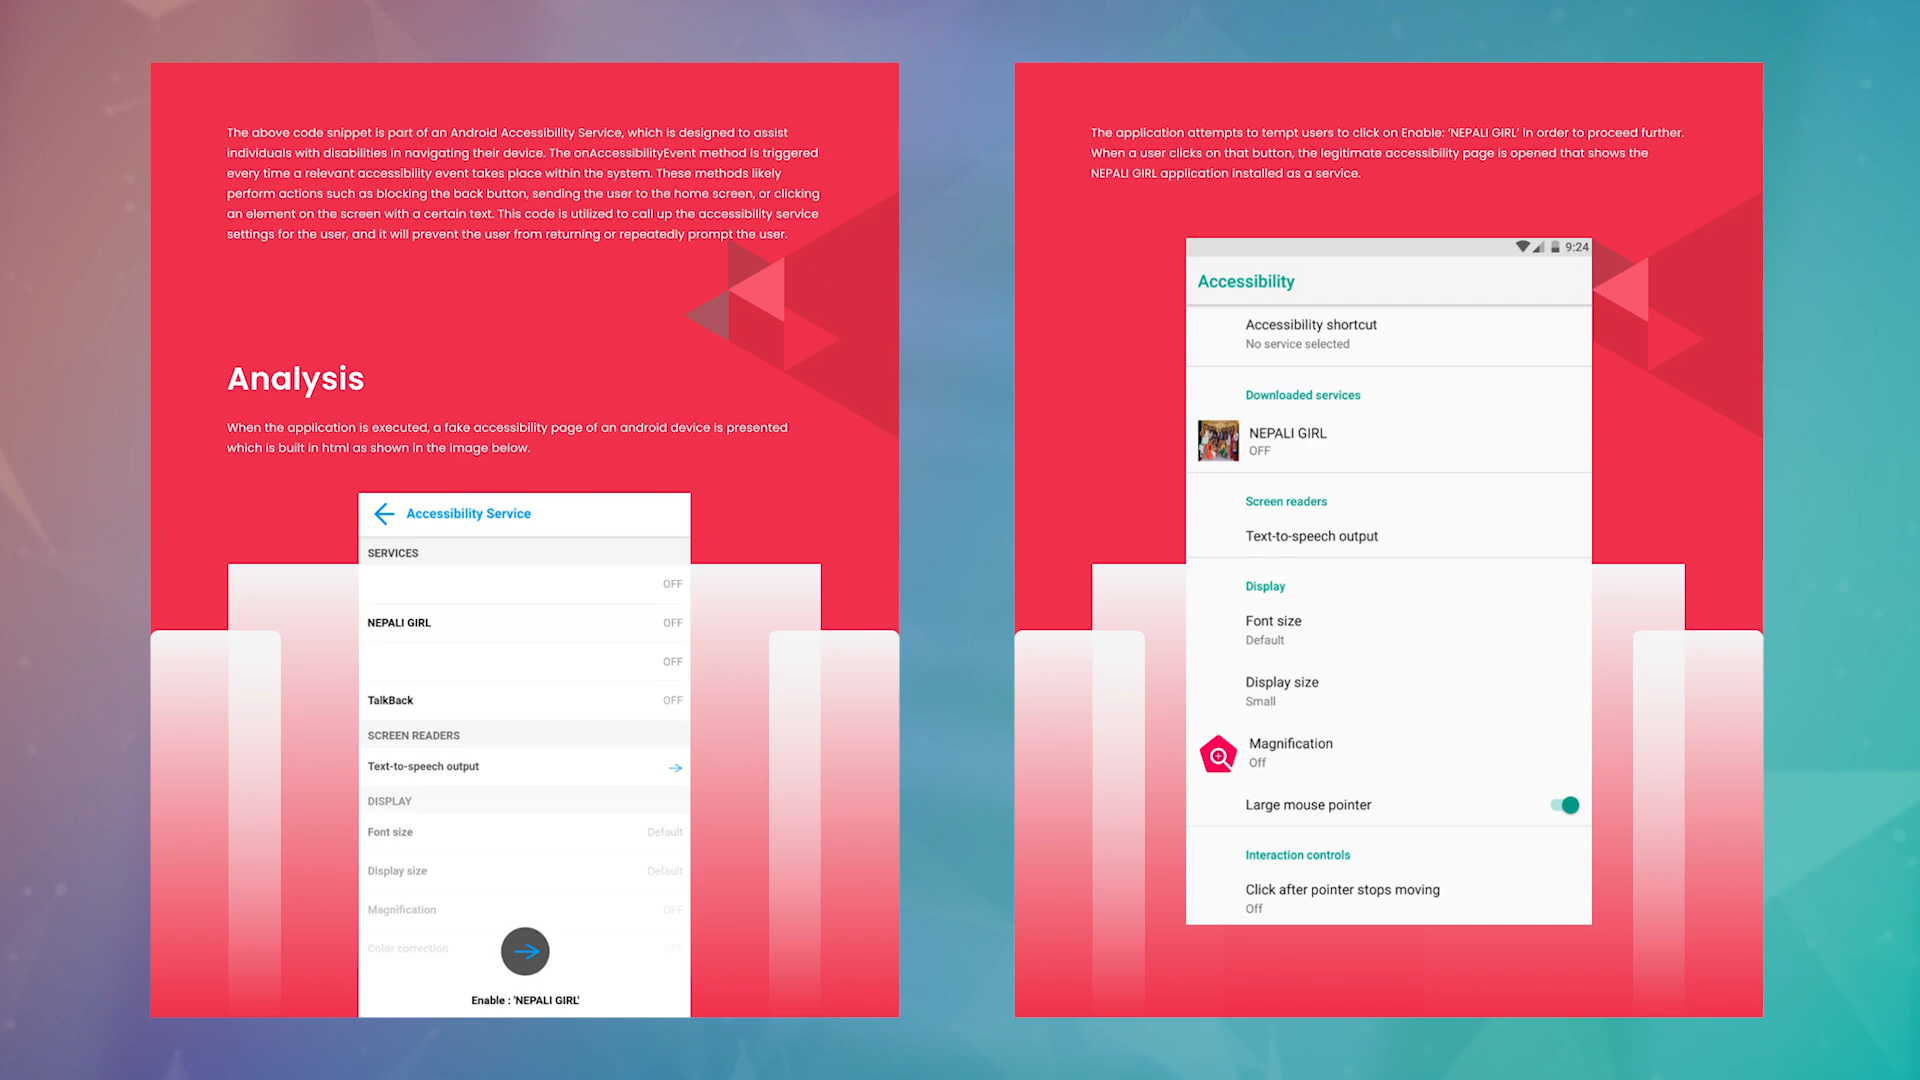 The above code snippet is part of an Android Accessibility Service, which is designed to assist
individuals with disabilities in navigating their device. The onAccessibilityEvent method is triggered
every time a relevant accessibility event takes place within the system. These methods likely
perform actions such as blocking the back button, sending the user to the home screen, or clicking
an element on the screen with a certain text. This code is utilized to call up the accessibility service
settings for the user, and it will prevent the user from returning or repeatedly prompt the user.
Analysis
When the application is executed, a fake accessibility page of an android device is presented
which is built in html as shown in the image below.
Accessibility Service
SERVICES
OFF
NEPALI GIRL OFF
OFF
TalkBack OFF
SCREEN READERS
Text-to-speech output
DISPLAY
Font size Default
Display size Default
Magnification OFF
Color correction OFF
Enable : 'NEPALI GIRL'
The application attempts to tempt users to click on Enable: ‘NEPALI GIRL’ in order to proceed further.
When a user clicks on that button, the legitimate accessibility page is opened that shows the
NEPALI GIRL application installed as a service.
9:24
Accessibility
Accessibility shortcut
No service selected
Downloaded services
NEPALI GIRL
OFF
Screen readers
Text-to-speech output
Display
Font size
Default
Display size
Small
Magnification
Off
Large mouse pointer
Interaction controls
Click after pointer stops moving
Off